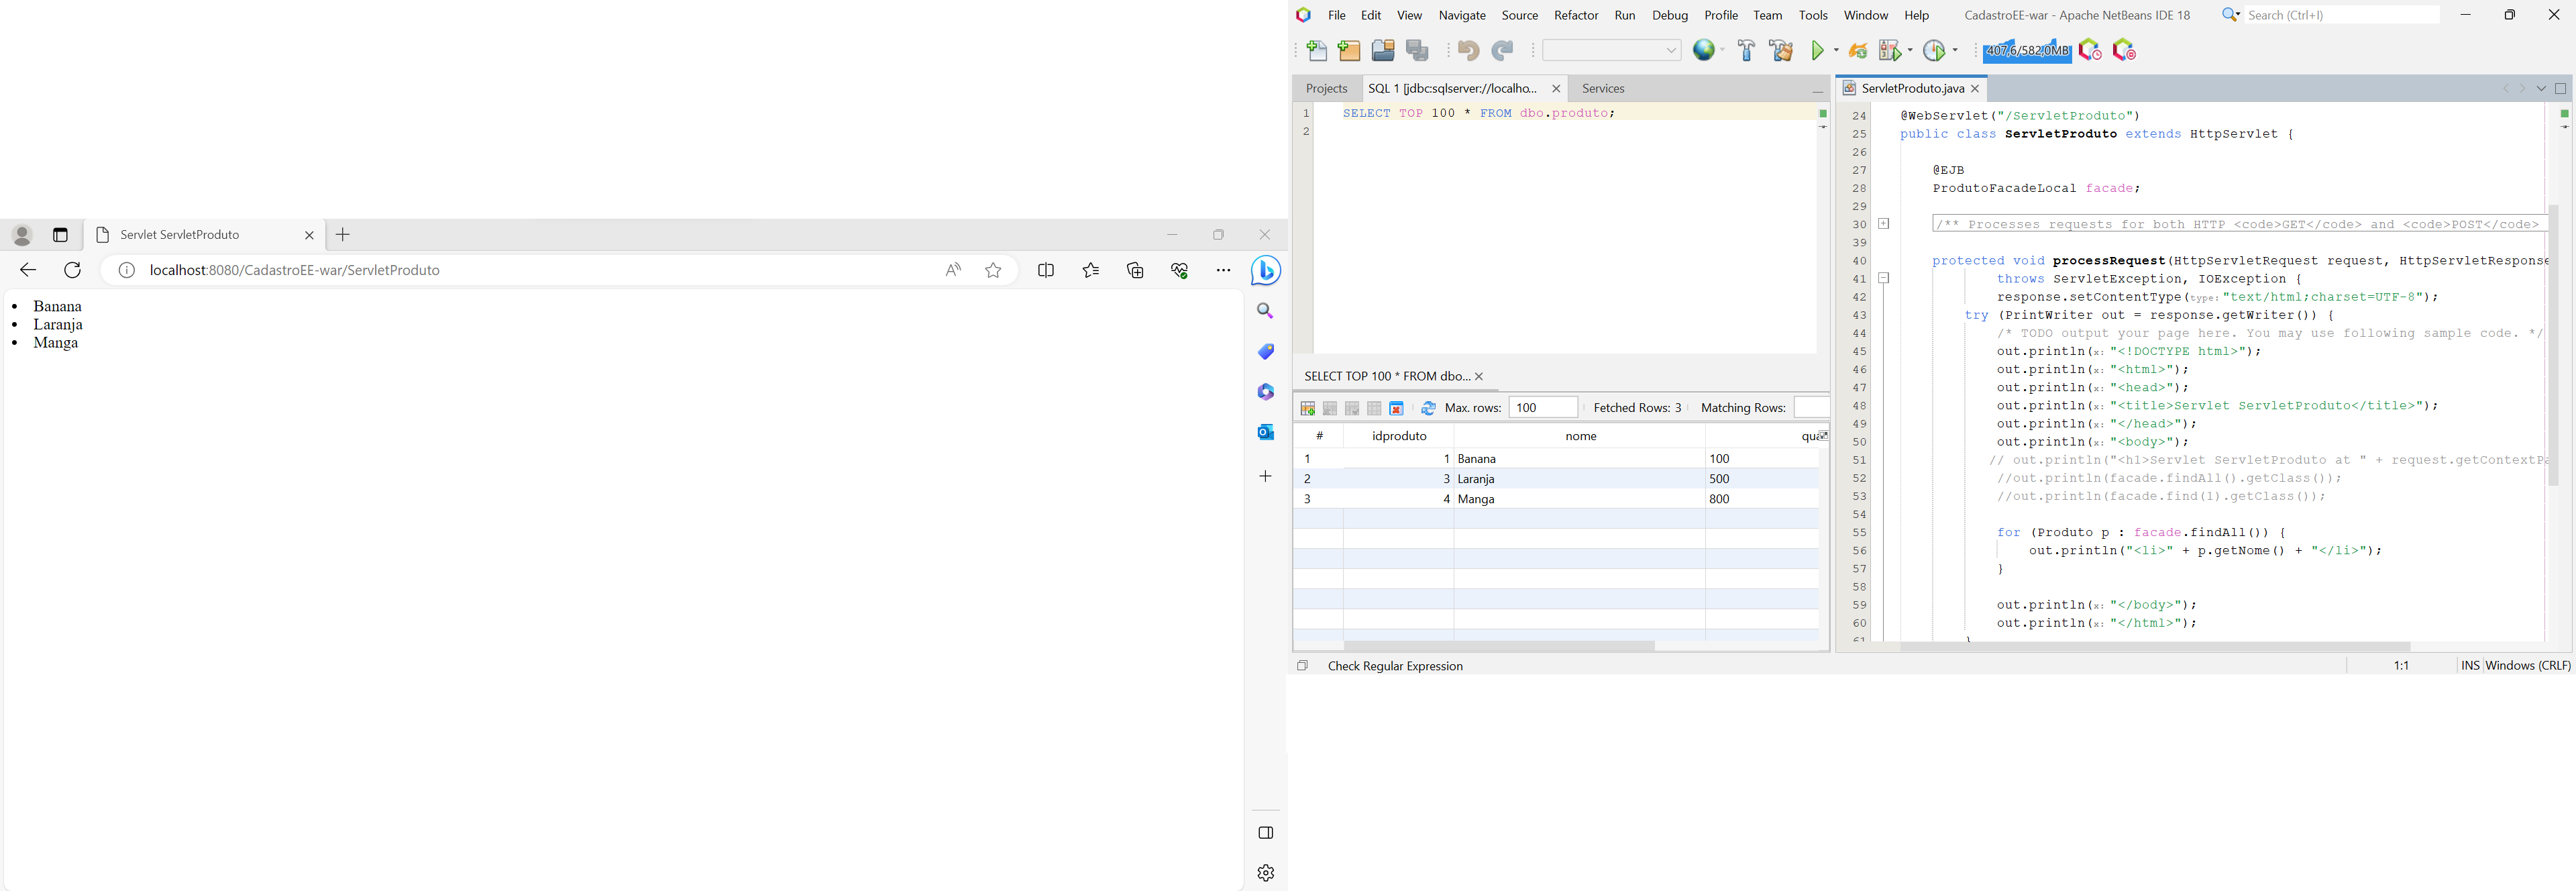 Servlet ServletProduto
localhost:8080/CadastroEE-war/ServletProduto
Banana
Laranja
Manga
File Edit View Navigate Source Refactor Run Debug Profile Team Tools Window Help CadastroEE-war - Apache NetBeans IDE 18 Search (Ctrl+I)
407,6/582,0MB
Projects SQL 1 [jdbc:sqlserver://localho... Services
1 SELECT TOP 100 * FROM dbo.produto;
2
SELECT TOP 100 * FROM dbo...
Max. rows: 100 Fetched Rows: 3 Matching Rows:
# idproduto nome qua
1 1 Banana 100
2 3 Laranja 500
3 4 Manga 800
ServletProduto.java
24 @WebServlet("/ServletProduto")
25 public class ServletProduto extends HttpServlet {
26
27 @EJB
28 ProdutoFacadeLocal facade;
29
30 /** Processes requests for both HTTP <code>GET</code> and <code>POST</code>
39
40 protected void processRequest(HttpServletRequest request, HttpServletResponse
41 throws ServletException, IOException {
42 response.setContentType(type: "text/html;charset=UTF-8");
43 try (PrintWriter out = response.getWriter()) {
44 /* TODO output your page here. You may use following sample code. */
45 out.println(x: "<!DOCTYPE html>");
46 out.println(x: "<html>");
47 out.println(x: "<head>");
48 out.println(x: "<title>Servlet ServletProduto</title>");
49 out.println(x: "</head>");
50 out.println(x: "<body>");
51 // out.println("<h1>Servlet ServletProduto at " + request.getContextPa
52 //out.println(facade.findAll().getClass());
53 //out.println(facade.find(1).getClass());
54
55 for (Produto p : facade.findAll()) {
56 out.println("<li>" + p.getNome() + "</li>");
57 }
58
59 out.println(x: "</body>");
60 out.println(x: "</html>");
61 }
Check Regular Expression 1:1 INS Windows (CRLF)